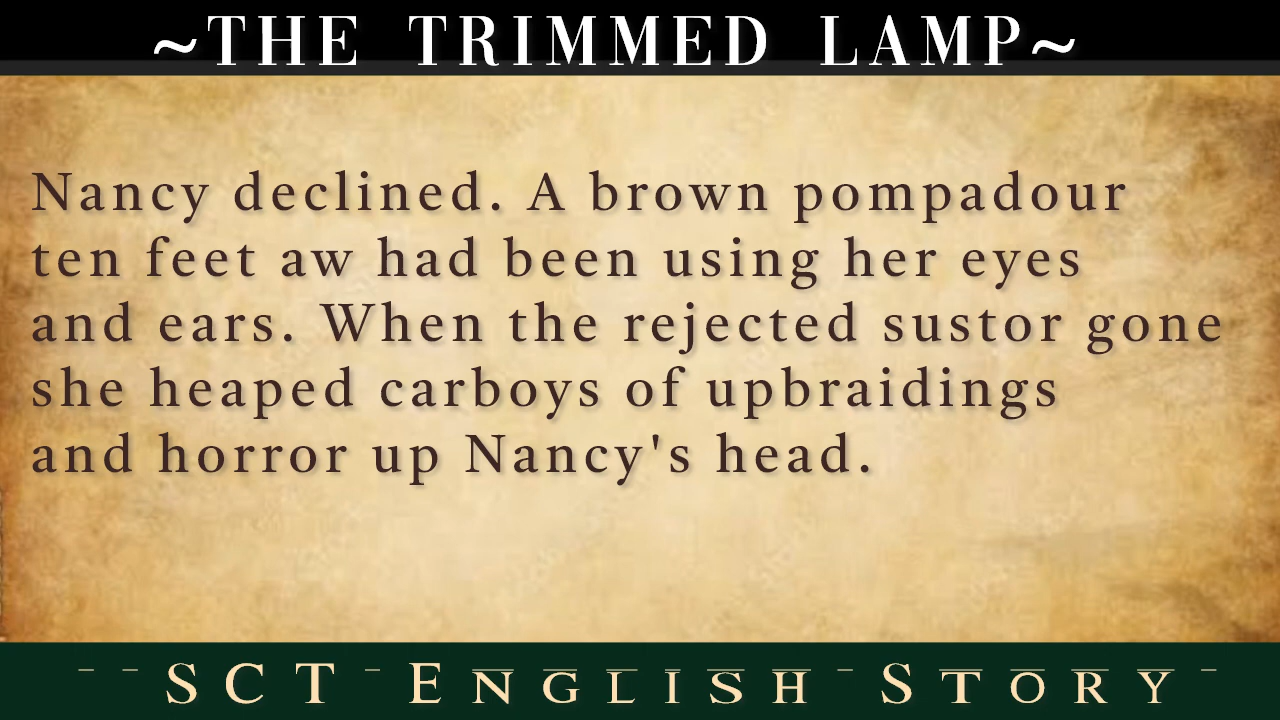 ~THE TRIMMED LAMP~
Nancy declined. A brown pompadour
ten feet aw had been using her eyes
and ears. When the rejected sustor gone
she heaped carboys of upbraidings
and horror up Nancy's head.
SCT English Story